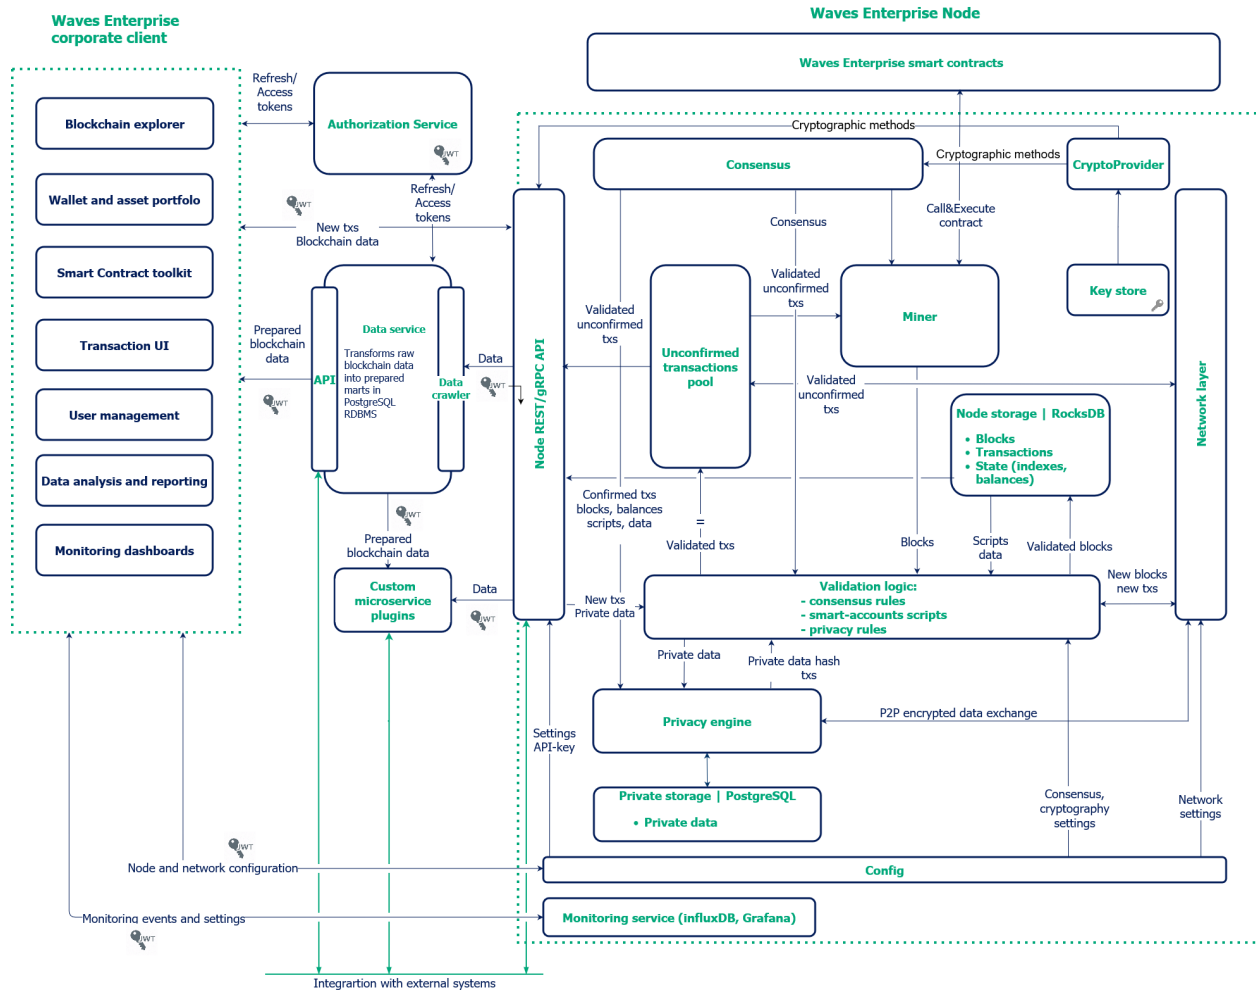 Waves Enterprise
corporate client
Waves Enterprise Node
Waves Enterprise smart contracts
Refresh/
Access
tokens
Authorization Service
JWT
Blockchain explorer
Cryptographic methods
Consensus
Cryptographic methods
CryptoProvider
Wallet and asset portfolo
JWT
New txs
Blockchain data
Refresh/
Access
tokens
Consensus
Call&Execute
contract
Smart Contract toolkit
Key store
Validated
unconfirmed
txs
Miner
Transaction UI
Prepared
blockchain
data
JWT
API
Data service
Transforms raw
blockchain data
into prepared
marts in
PostgreSQL
RDBMS
Data
crawler
Data
JWT
Node REST/gRPC API
Validated
unconfirmed
txs
Unconfirmed
transactions
pool
Validated
unconfirmed
txs
Network layer
User management
Node storage | RocksDB
• Blocks
• Transactions
• State (indexes,
balances)
Data analysis and reporting
Confirmed txs
blocks, balances
scripts, data
=
Validated txs
Blocks
Scripts
data
Validated blocks
Monitoring dashboards
JWT
Prepared
blockchain data
Custom
microservice
plugins
Data
JWT
New txs
Private data
Validation logic:
- consensus rules
- smart-accounts scripts
- privacy rules
New blocks
new txs
Private data
Private data hash
txs
Privacy engine
P2P encrypted data exchange
Settings
API-key
Private storage | PostgreSQL
• Private data
Consensus,
cryptography
settings
Network
settings
JWT
Node and network configuration
Config
Monitoring events and settings
JWT
Monitoring service (influxDB, Grafana)
Integrartion with external systems